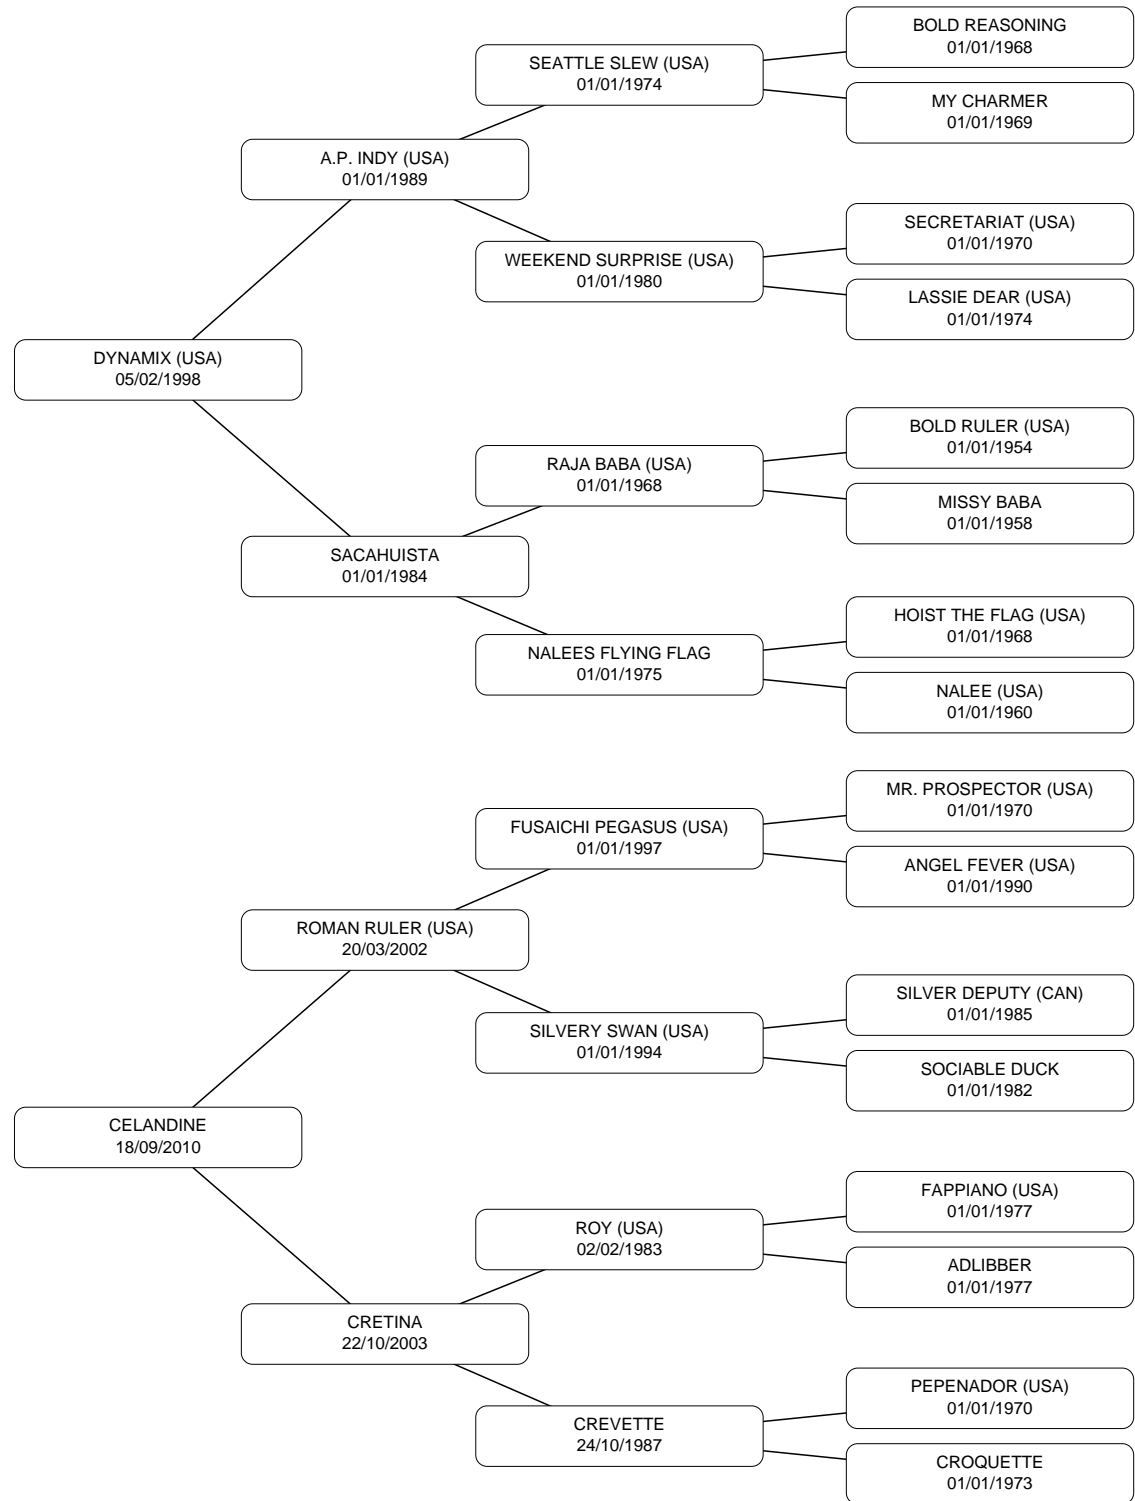 BOLD REASONING
01/01/1968
SEATTLE SLEW (USA)
01/01/1974
MY CHARMER
01/01/1969
A.P. INDY (USA)
01/01/1989
SECRETARIAT (USA)
01/01/1970
WEEKEND SURPRISE (USA)
01/01/1980
LASSIE DEAR (USA)
01/01/1974
DYNAMIX (USA)
05/02/1998
BOLD RULER (USA)
01/01/1954
RAJA BABA (USA)
01/01/1968
MISSY BABA
01/01/1958
SACAHUISTA
01/01/1984
HOIST THE FLAG (USA)
01/01/1968
NALEES FLYING FLAG
01/01/1975
NALEE (USA)
01/01/1960
MR. PROSPECTOR (USA)
01/01/1970
FUSAICHI PEGASUS (USA)
01/01/1997
ANGEL FEVER (USA)
01/01/1990
ROMAN RULER (USA)
20/03/2002
SILVER DEPUTY (CAN)
01/01/1985
SILVERY SWAN (USA)
01/01/1994
SOCIABLE DUCK
01/01/1982
CELANDINE
18/09/2010
FAPPIANO (USA)
01/01/1977
ROY (USA)
02/02/1983
ADLIBBER
01/01/1977
CRETINA
22/10/2003
PEPENADOR (USA)
01/01/1970
CREVETTE
24/10/1987
CROQUETTE
01/01/1973